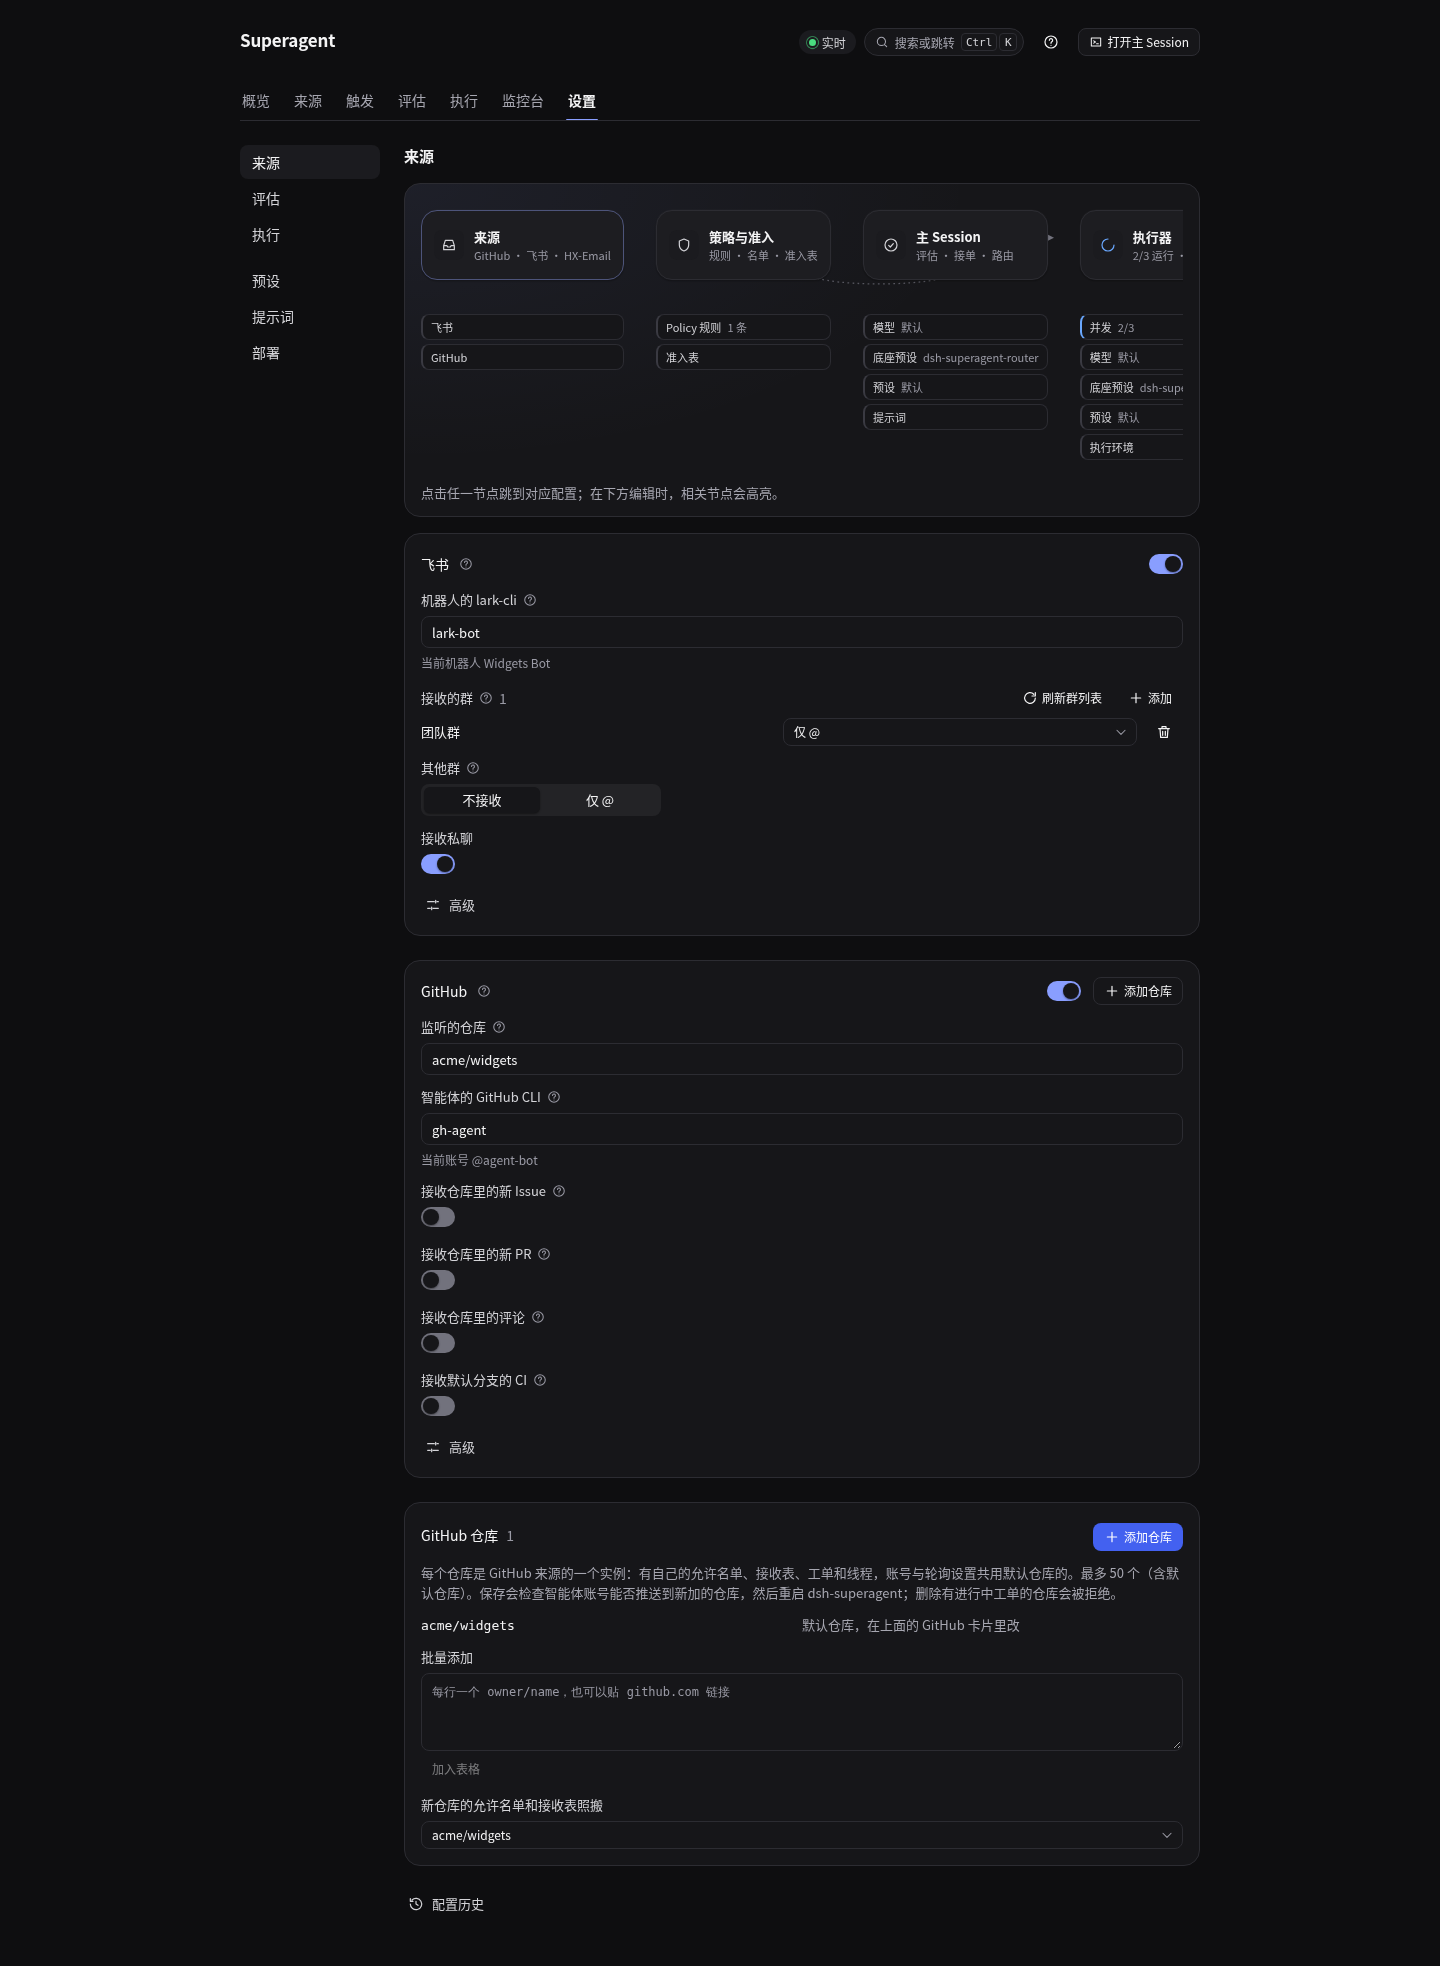 Superagent
实时
搜索或跳转 Ctrl K
打开主 Session
概览 来源 触发 评估 执行 监控台 设置
来源
评估
执行
预设
提示词
部署
来源
来源
GitHub · 飞书 · HX-Email
策略与准入
规则 · 名单 · 准入表
主 Session
评估 · 接单 · 路由
执行器
2/3 运行 ·
飞书
GitHub
Policy 规则 1 条
准入表
模型 默认
底座预设 dsh-superagent-router
预设 默认
提示词
并发 2/3
模型 默认
底座预设 dsh-supe
预设 默认
执行环境
点击任一节点跳到对应配置；在下方编辑时，相关节点会高亮。
飞书
机器人的 lark-cli
lark-bot
当前机器人 Widgets Bot
接收的群 1
刷新群列表
添加
团队群
仅 @
其他群
不接收 仅 @
接收私聊
高级
GitHub
添加仓库
监听的仓库
acme/widgets
智能体的 GitHub CLI
gh-agent
当前账号 @agent-bot
接收仓库里的新 Issue
接收仓库里的新 PR
接收仓库里的评论
接收默认分支的 CI
高级
GitHub 仓库 1
添加仓库
每个仓库是 GitHub 来源的一个实例：有自己的允许名单、接收表、工单和线程，账号与轮询设置共用默认仓库的。最多 50 个（含默
认仓库）。保存会检查智能体账号能否推送到新加的仓库，然后重启 dsh-superagent；删除有进行中工单的仓库会被拒绝。
acme/widgets
默认仓库，在上面的 GitHub 卡片里改
批量添加
每行一个 owner/name，也可以贴 github.com 链接
加入表格
新仓库的允许名单和接收表照搬
acme/widgets
配置历史